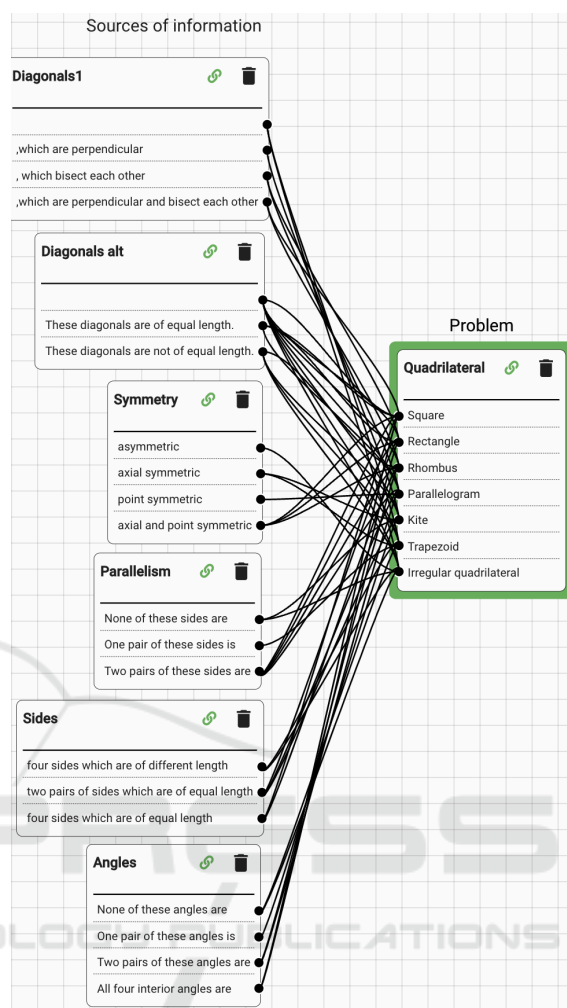 Sources of information
Diagonals1
,which are perpendicular
, which bisect each other
,which are perpendicular and bisect each other
Diagonals alt
These diagonals are of equal length.
These diagonals are not of equal length.
Symmetry
asymmetric
axial symmetric
point symmetric
axial and point symmetric
Parallelism
None of these sides are
One pair of these sides is
Two pairs of these sides are
Sides
four sides which are of different length
two pairs of sides which are of equal length
four sides which are of equal length
Angles
None of these angles are
One pair of these angles is
Two pairs of these angles are
All four interior angles are
Problem
Quadrilateral
Square
Rectangle
Rhombus
Parallelogram
Kite
Trapezoid
Irregular quadrilateral
PRESS
OLOGY PUBLICATIONS